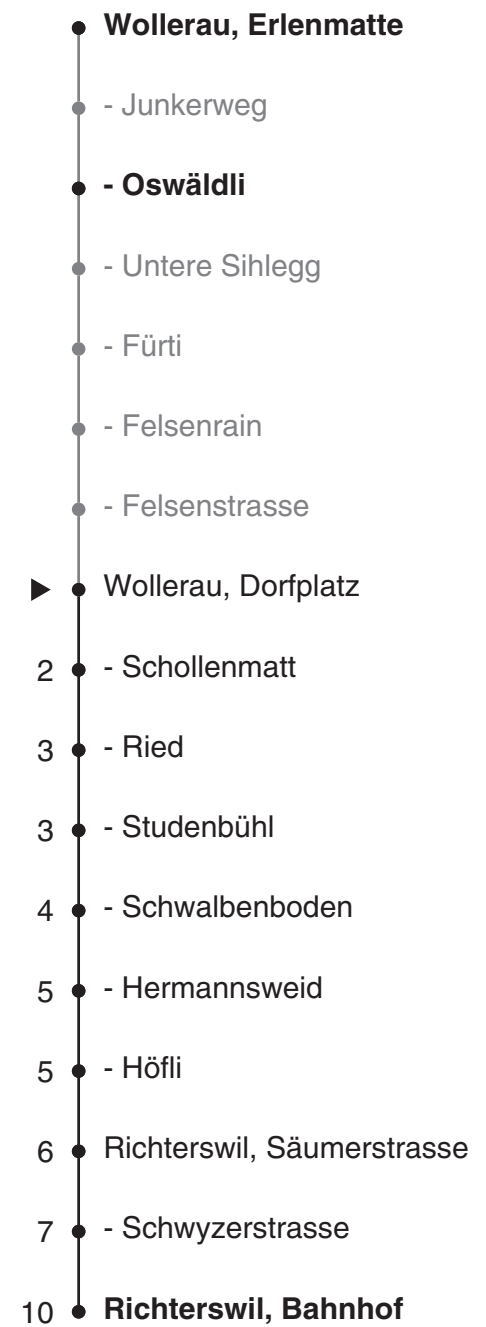 Wollerau, Erlenmatte
- Junkerweg
- Oswäldli
- Untere Sihlegg
- Fürti
- Felsenrain
- Felsenstrasse
Wollerau, Dorfplatz
2 - Schollenmatt
3 - Ried
3 - Studenbühl
4 - Schwalbenboden
5 - Hermannsweid
5 - Höfli
6 Richterswil, Säumerstrasse
7 - Schwyzerstrasse
10 Richterswil, Bahnhof